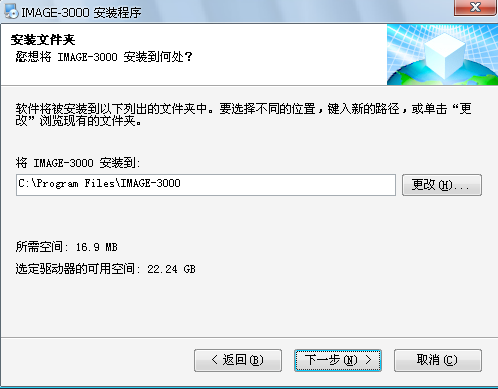 IMAGE-3000 安装程序
安装文件夹
您想将 IMAGE-3000 安装到何处?
软件将被安装到以下列出的文件夹中。要选择不同的位置,键入新的路径,或单击“更
改”浏览现有的文件夹。
将 IMAGE-3000 安装到:
C:\Program Files\IMAGE-3000
更改(H)...
所需空间: 16.9 MB
选定驱动器的可用空间: 22.24 GB
< 返回(B)
下一步(N) >
取消(C)